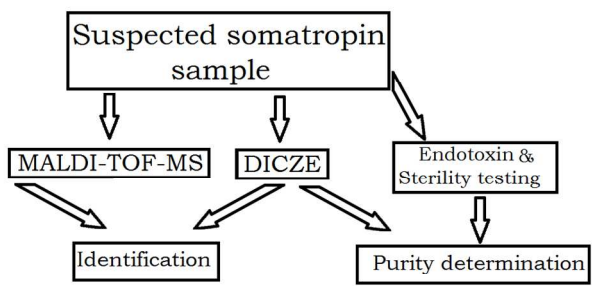 Suspected somatropin
sample
MALDI-TOF-MS
DICZE
Endotoxin &
Sterility testing
Identification
Purity determination